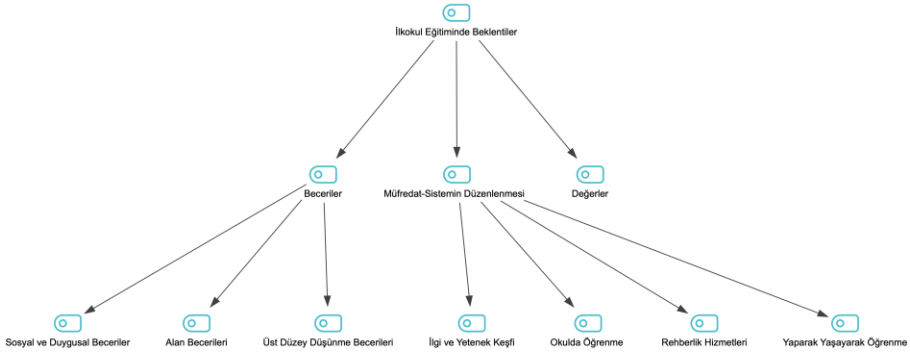 İlkokul Eğitiminde Beklentiler
Beceriler
Müfredat-Sistemin Düzenlenmesi
Değerler
Sosyal ve Duygusal Beceriler
Alan Becerileri
Üst Düzey Düşünme Becerileri
İlgi ve Yetenek Keşfi
Okulda Öğrenme
Rehberlik Hizmetleri
Yaparak Yaşayarak Öğrenme